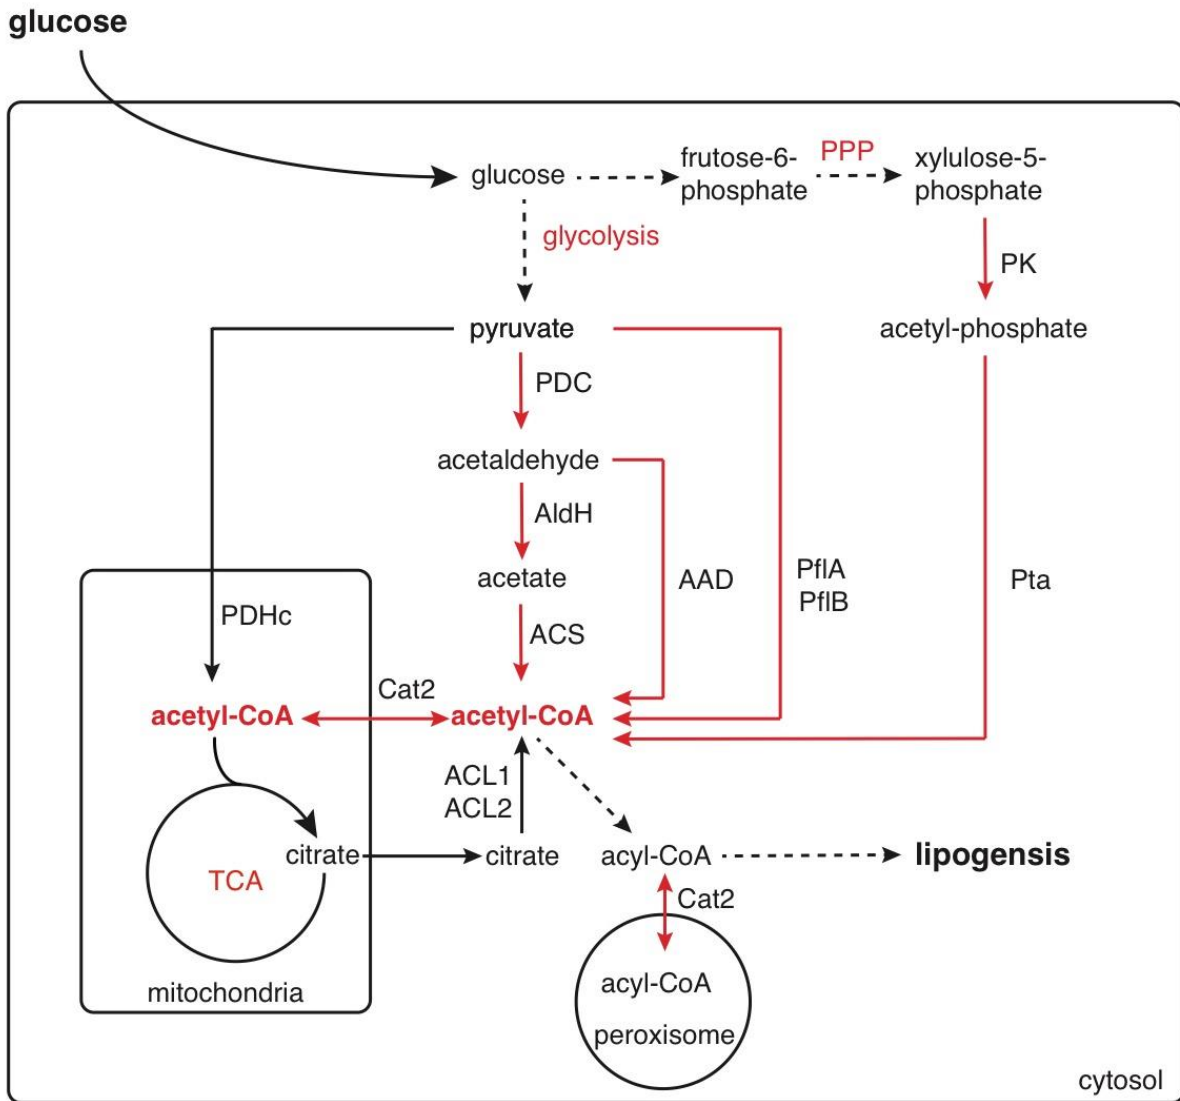 glucose
glucose
frutose-6-
phosphate
PPP
xylulose-5-
phosphate
glycolysis
PK
pyruvate
acetyl-phosphate
PDC
acetaldehyde
AldH
acetate
AAD
PflA
PflB
Pta
PDHc
ACS
acetyl-CoA
Cat2
acetyl-CoA
ACL1
ACL2
citrate
citrate
acyl-CoA
lipogensis
TCA
Cat2
mitochondria
acyl-CoA
peroxisome
cytosol